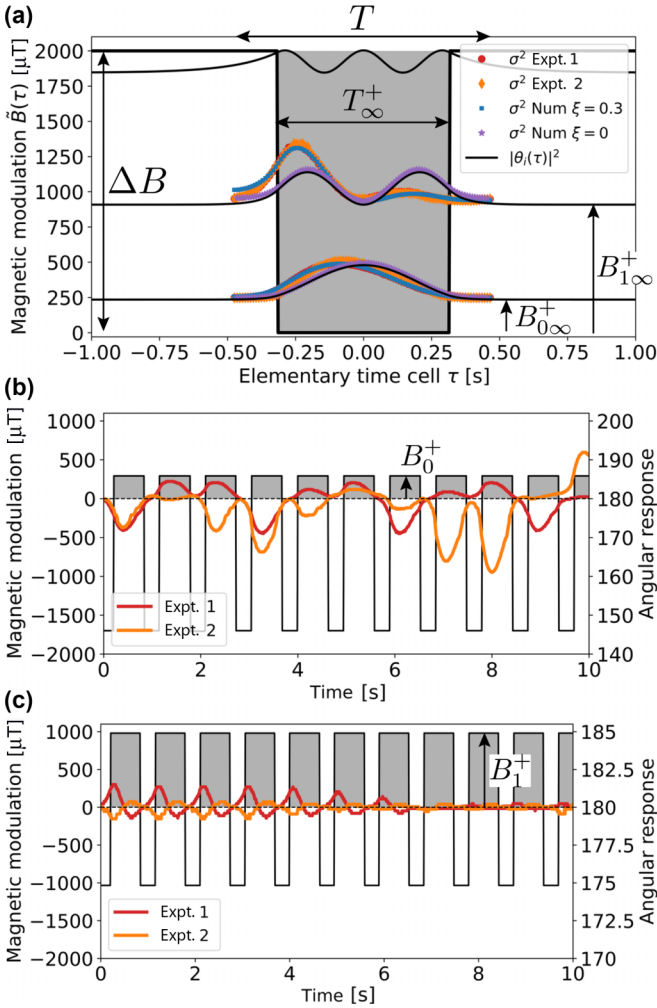 (a)
T
Magnetic modulation B̃(τ) [μT]
2000
1750
1500
1250
1000
750
500
250
0
σ² Expt. 1
σ² Expt. 2
σ² Num ξ = 0.3
σ² Num ξ = 0
|θᵢ(τ)|²
T⁺∞
ΔB
B⁺1∞
B⁺0∞
−1.00 −0.75 −0.50 −0.25 0.00 0.25 0.50 0.75 1.00
Elementary time cell τ [s]
(b)
Magnetic modulation [μT]
1000
500
0
−500
−1000
−1500
−2000
B⁺0
Expt. 1
Expt. 2
200
190
180
170
160
150
140
Angular response
0 2 4 6 8 10
Time [s]
(c)
Magnetic modulation [μT]
1000
500
0
−500
−1000
−1500
−2000
B⁺1
Expt. 1
Expt. 2
185
182.5
180
177.5
175
172.5
170
Angular response
0 2 4 6 8 10
Time [s]